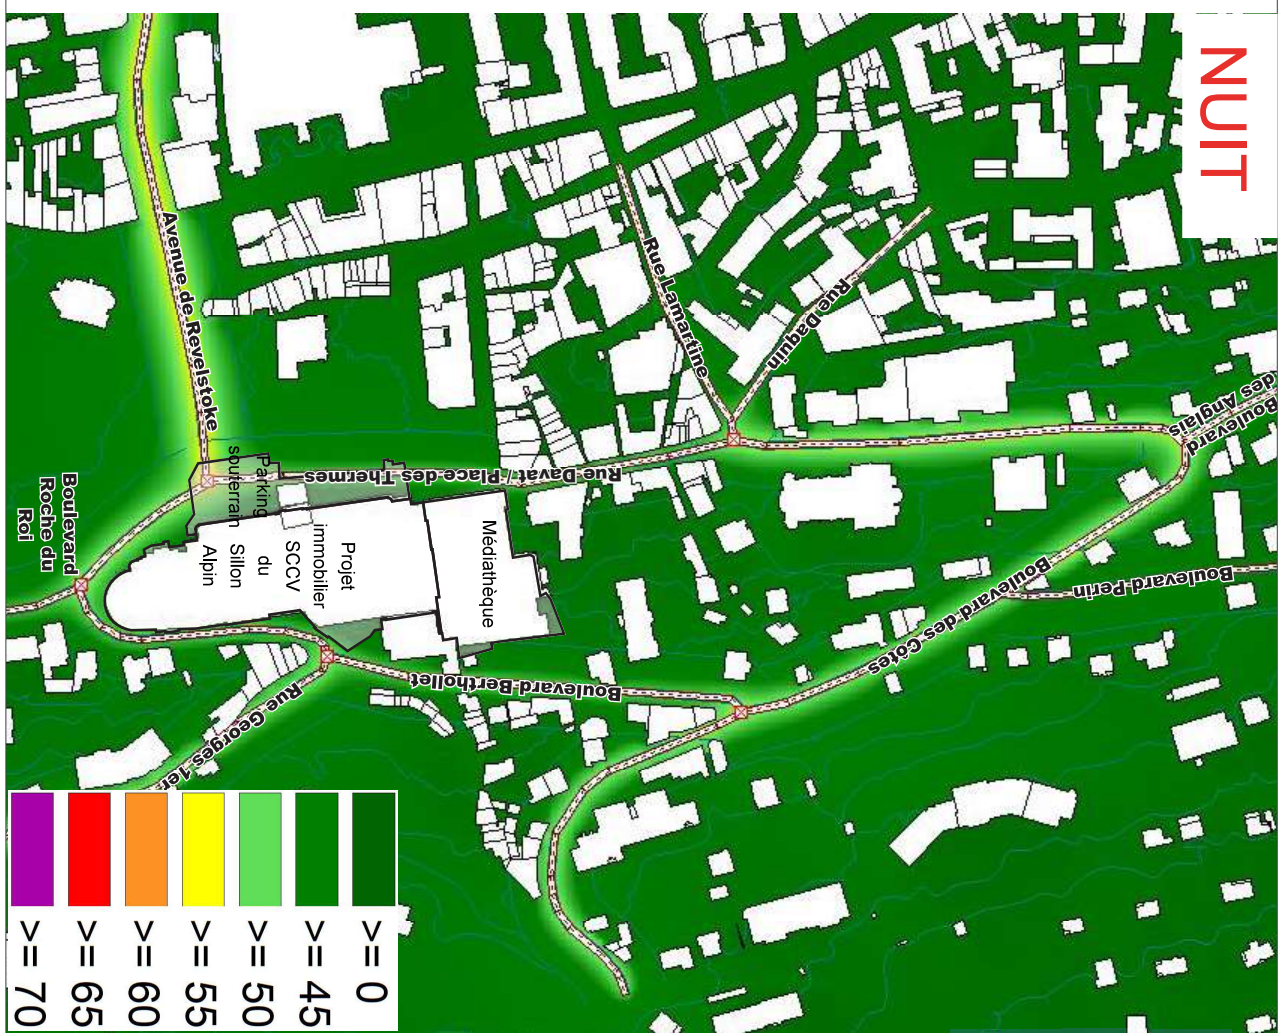 NUIT
Avenue de Revelstoke
Rue Lamartine
Rue Daquin
Boulevard
des Anglais
Rue Davat / Place des Thermes
Parking
souterrain
Boulevard
Roche du
Roi
Projet
immobilier
SCCV
du
Sillon
Alpin
Médiathèque
Boulevard Perin
Boulevard des Côtes
Boulevard Berthollet
Rue Georges 1er
>= 0
>= 45
>= 50
>= 55
>= 60
>= 65
>= 70